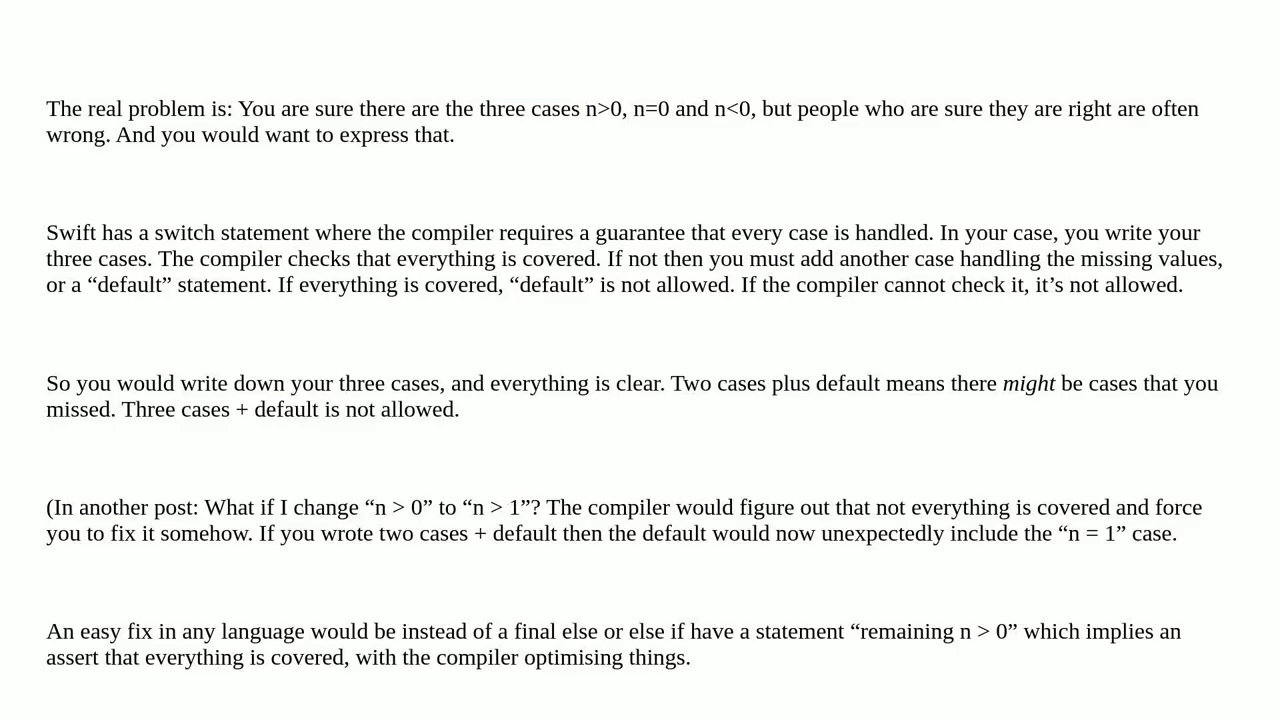 The real problem is: You are sure there are the three cases n>0, n=0 and n<0, but people who are sure they are right are often
wrong. And you would want to express that.
Swift has a switch statement where the compiler requires a guarantee that every case is handled. In your case, you write your
three cases. The compiler checks that everything is covered. If not then you must add another case handling the missing values,
or a “default” statement. If everything is covered, “default” is not allowed. If the compiler cannot check it, it’s not allowed.
So you would write down your three cases, and everything is clear. Two cases plus default means there might be cases that you
missed. Three cases + default is not allowed.
(In another post: What if I change “n > 0” to “n > 1”? The compiler would figure out that not everything is covered and force
you to fix it somehow. If you wrote two cases + default then the default would now unexpectedly include the “n = 1” case.
An easy fix in any language would be instead of a final else or else if have a statement “remaining n > 0” which implies an
assert that everything is covered, with the compiler optimising things.